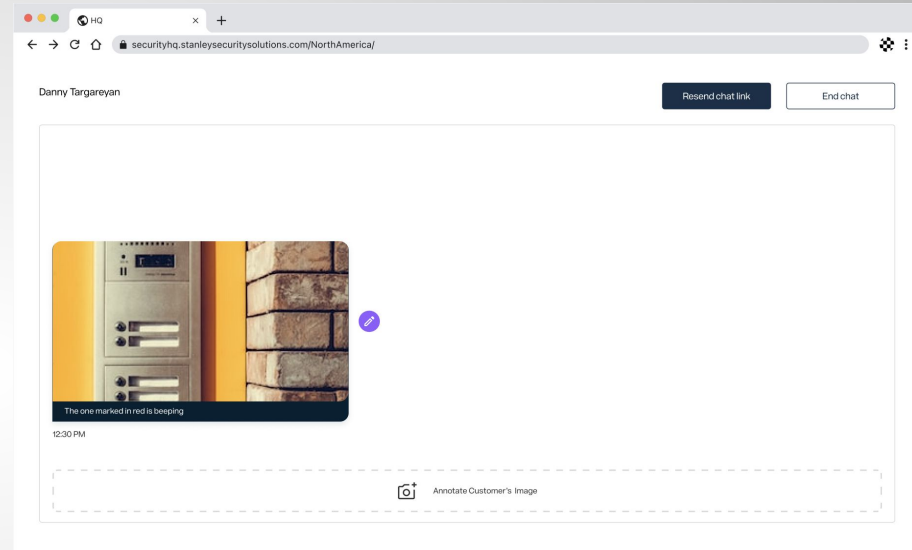 HQ
securityhq.stanleysecuritysolutions.com/NorthAmerica/
Danny Targareyan
Resend chat link
End chat
The one marked in red is beeping
12:30 PM
Annotate Customer's Image